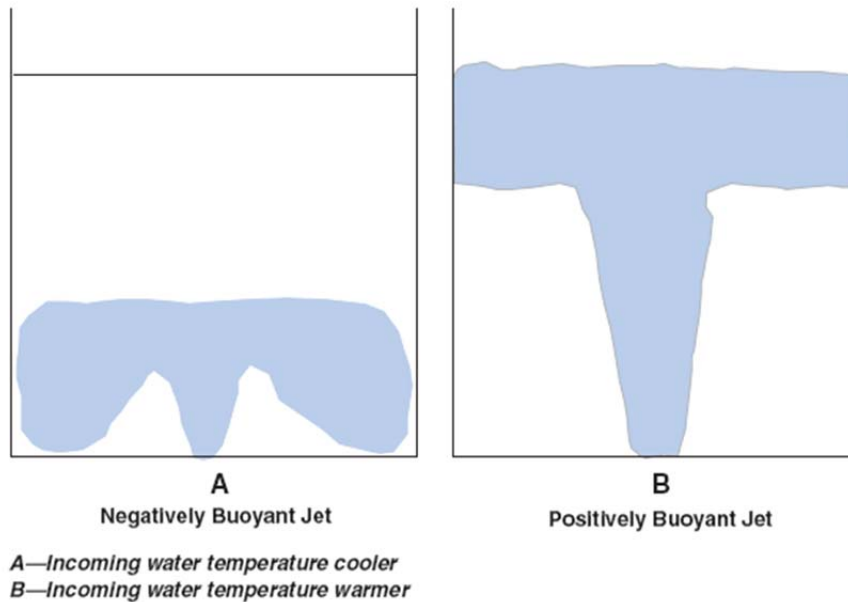 A
Negatively Buoyant Jet
B
Positively Buoyant Jet
A—Incoming water temperature cooler
B—Incoming water temperature warmer